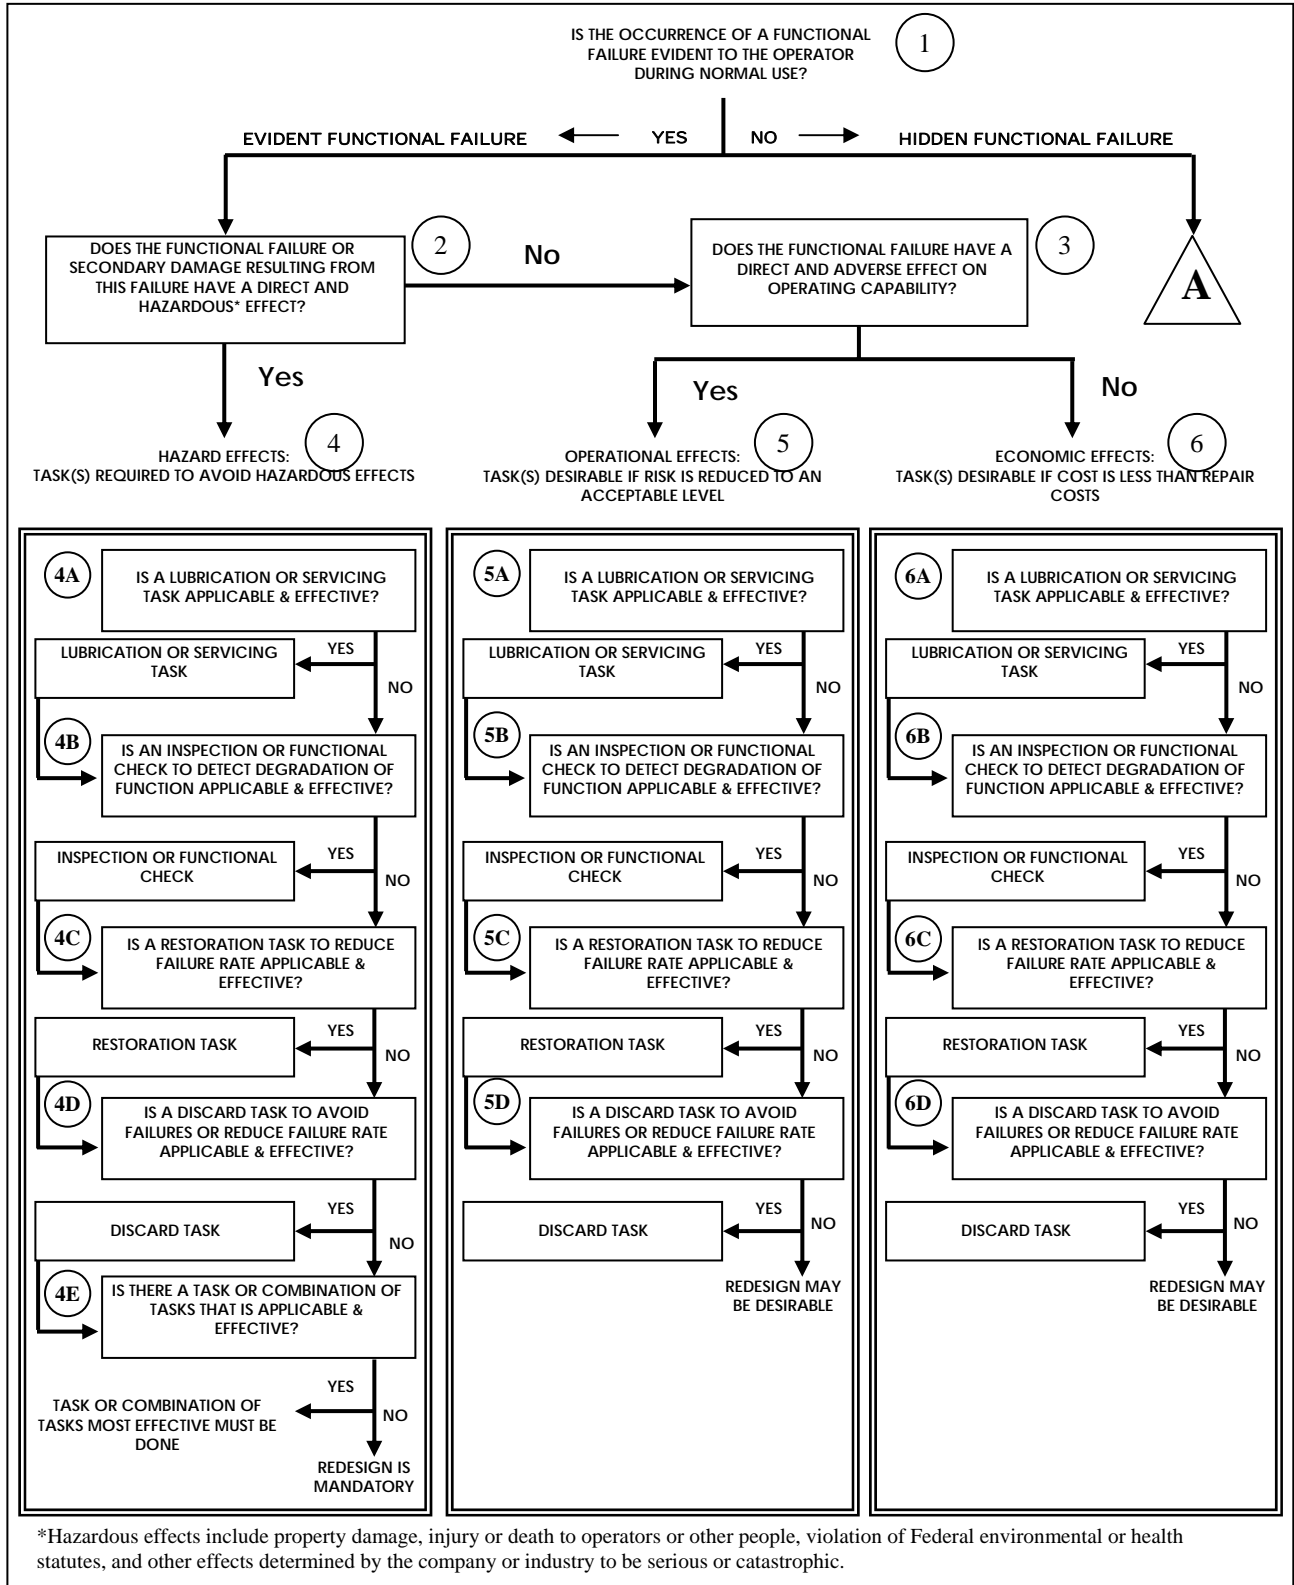 IS THE OCCURRENCE OF A FUNCTIONAL
FAILURE EVIDENT TO THE OPERATOR
DURING NORMAL USE?
1
EVIDENT FUNCTIONAL FAILURE
YES
NO
HIDDEN FUNCTIONAL FAILURE
DOES THE FUNCTIONAL FAILURE OR
SECONDARY DAMAGE RESULTING FROM
THIS FAILURE HAVE A DIRECT AND
HAZARDOUS* EFFECT?
2
No
DOES THE FUNCTIONAL FAILURE HAVE A
DIRECT AND ADVERSE EFFECT ON
OPERATING CAPABILITY?
3
A
Yes
Yes
No
4
HAZARD EFFECTS:
TASK(S) REQUIRED TO AVOID HAZARDOUS EFFECTS
5
OPERATIONAL EFFECTS:
TASK(S) DESIRABLE IF RISK IS REDUCED TO AN
ACCEPTABLE LEVEL
6
ECONOMIC EFFECTS:
TASK(S) DESIRABLE IF COST IS LESS THAN REPAIR
COSTS
4A
IS A LUBRICATION OR SERVICING
TASK APPLICABLE & EFFECTIVE?
YES
LUBRICATION OR SERVICING
TASK
NO
4B
IS AN INSPECTION OR FUNCTIONAL
CHECK TO DETECT DEGRADATION OF
FUNCTION APPLICABLE & EFFECTIVE?
YES
INSPECTION OR FUNCTIONAL
CHECK
NO
4C
IS A RESTORATION TASK TO REDUCE
FAILURE RATE APPLICABLE &
EFFECTIVE?
YES
RESTORATION TASK
NO
4D
IS A DISCARD TASK TO AVOID
FAILURES OR REDUCE FAILURE RATE
APPLICABLE & EFFECTIVE?
YES
DISCARD TASK
NO
4E
IS THERE A TASK OR COMBINATION OF
TASKS THAT IS APPLICABLE &
EFFECTIVE?
YES
TASK OR COMBINATION OF
TASKS MOST EFFECTIVE MUST BE
DONE
NO
REDESIGN IS
MANDATORY
5A
IS A LUBRICATION OR SERVICING
TASK APPLICABLE & EFFECTIVE?
YES
LUBRICATION OR SERVICING
TASK
NO
5B
IS AN INSPECTION OR FUNCTIONAL
CHECK TO DETECT DEGRADATION OF
FUNCTION APPLICABLE & EFFECTIVE?
YES
INSPECTION OR FUNCTIONAL
CHECK
NO
5C
IS A RESTORATION TASK TO REDUCE
FAILURE RATE APPLICABLE &
EFFECTIVE?
YES
RESTORATION TASK
NO
5D
IS A DISCARD TASK TO AVOID
FAILURES OR REDUCE FAILURE RATE
APPLICABLE & EFFECTIVE?
YES
DISCARD TASK
NO
REDESIGN MAY
BE DESIRABLE
6A
IS A LUBRICATION OR SERVICING
TASK APPLICABLE & EFFECTIVE?
YES
LUBRICATION OR SERVICING
TASK
NO
6B
IS AN INSPECTION OR FUNCTIONAL
CHECK TO DETECT DEGRADATION OF
FUNCTION APPLICABLE & EFFECTIVE?
YES
INSPECTION OR FUNCTIONAL
CHECK
NO
6C
IS A RESTORATION TASK TO REDUCE
FAILURE RATE APPLICABLE &
EFFECTIVE?
YES
RESTORATION TASK
NO
6D
IS A DISCARD TASK TO AVOID
FAILURES OR REDUCE FAILURE RATE
APPLICABLE & EFFECTIVE?
YES
DISCARD TASK
NO
REDESIGN MAY
BE DESIRABLE
*Hazardous effects include property damage, injury or death to operators or other people, violation of Federal environmental or health
statutes, and other effects determined by the company or industry to be serious or catastrophic.